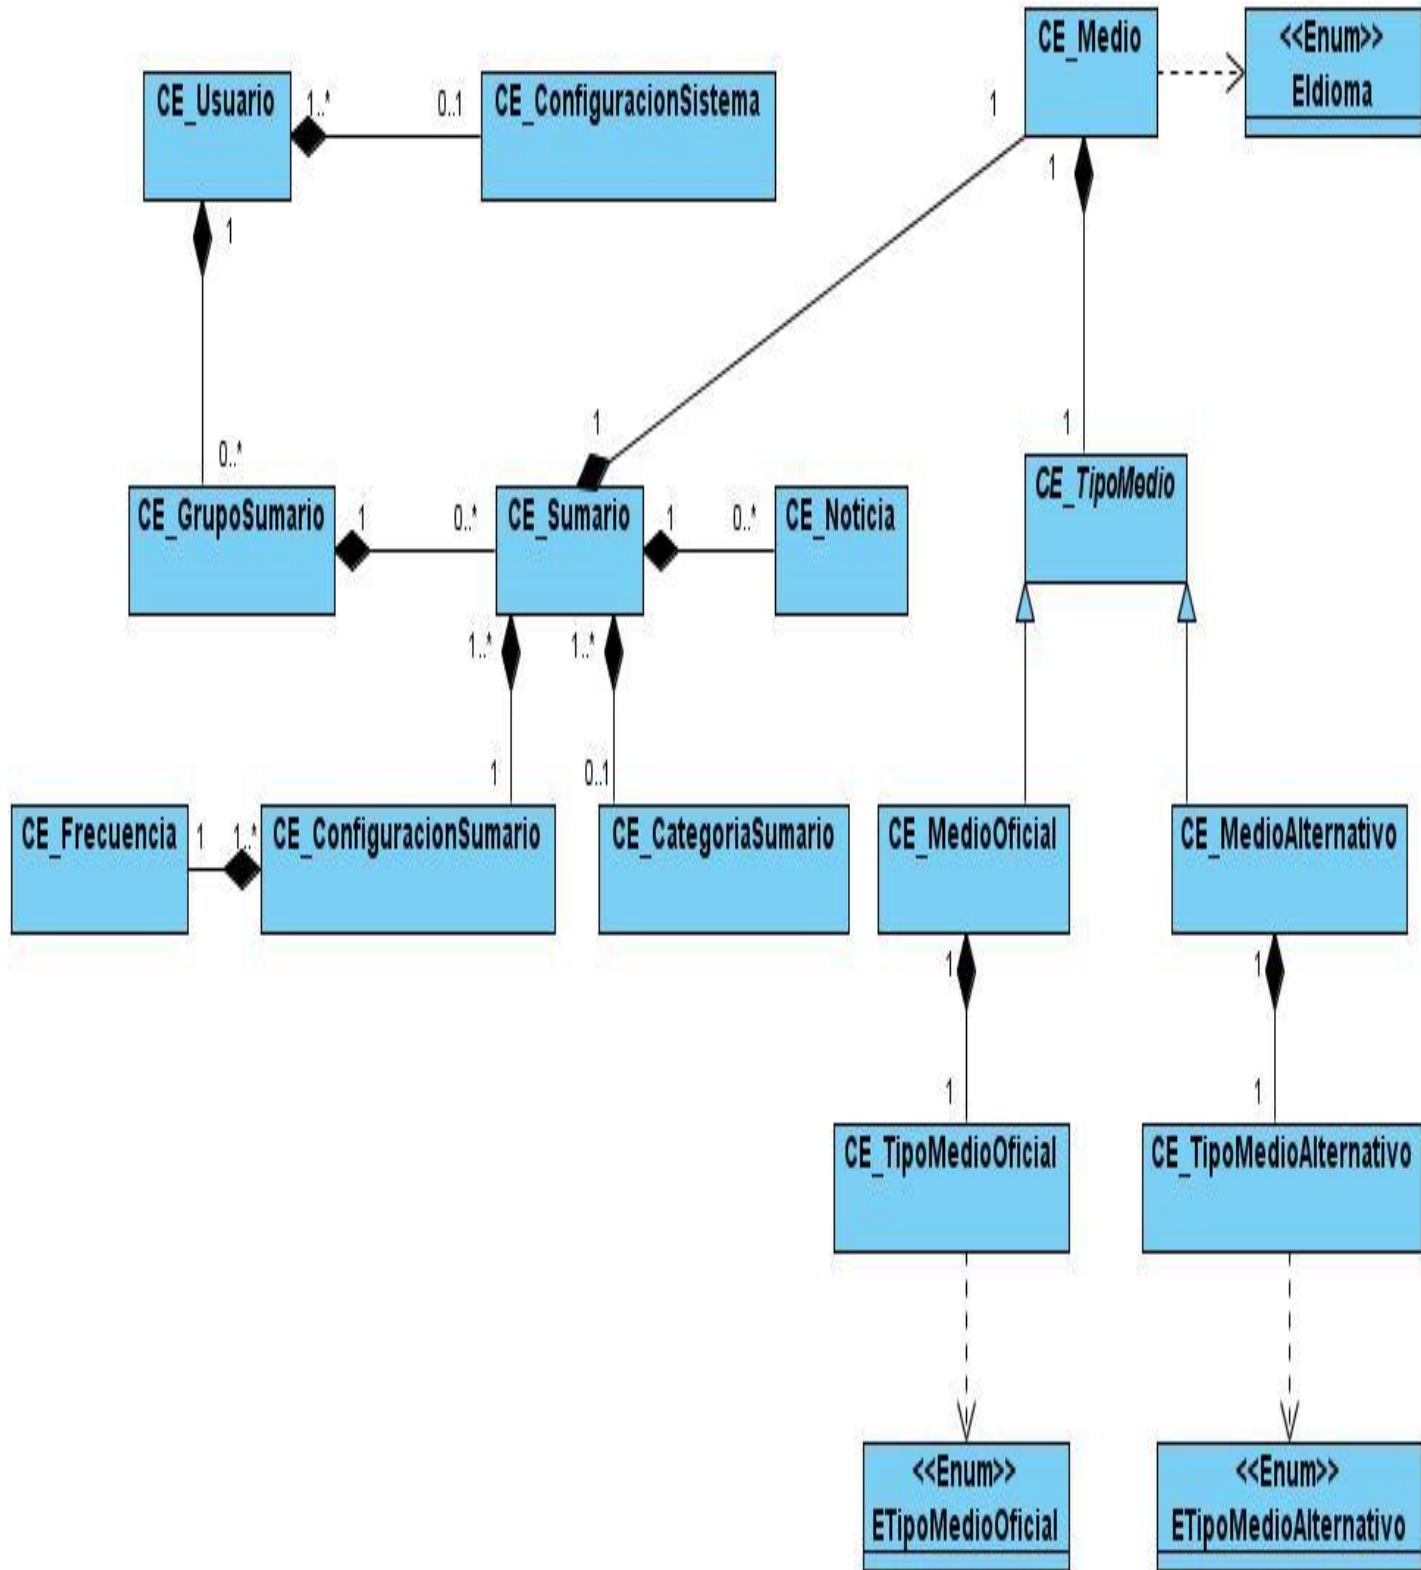 CE_Medio
<<Enum>>
EIdioma
CE_Usuario
1..*
0..1
CE_ConfiguracionSistema
1
1
1
1
0..*
1
CE_TipoMedio
CE_GrupoSumario
1
0..*
CE_Sumario
1
0..*
CE_Noticia
1..*
1..*
1
0..1
CE_Frecuencia
1
1..*
CE_ConfiguracionSumario
CE_CategoriaSumario
CE_MedioOficial
CE_MedioAlternativo
1
1
1
1
CE_TipoMedioOficial
CE_TipoMedioAlternativo
<<Enum>>
ETipoMedioOficial
<<Enum>>
ETipoMedioAlternativo